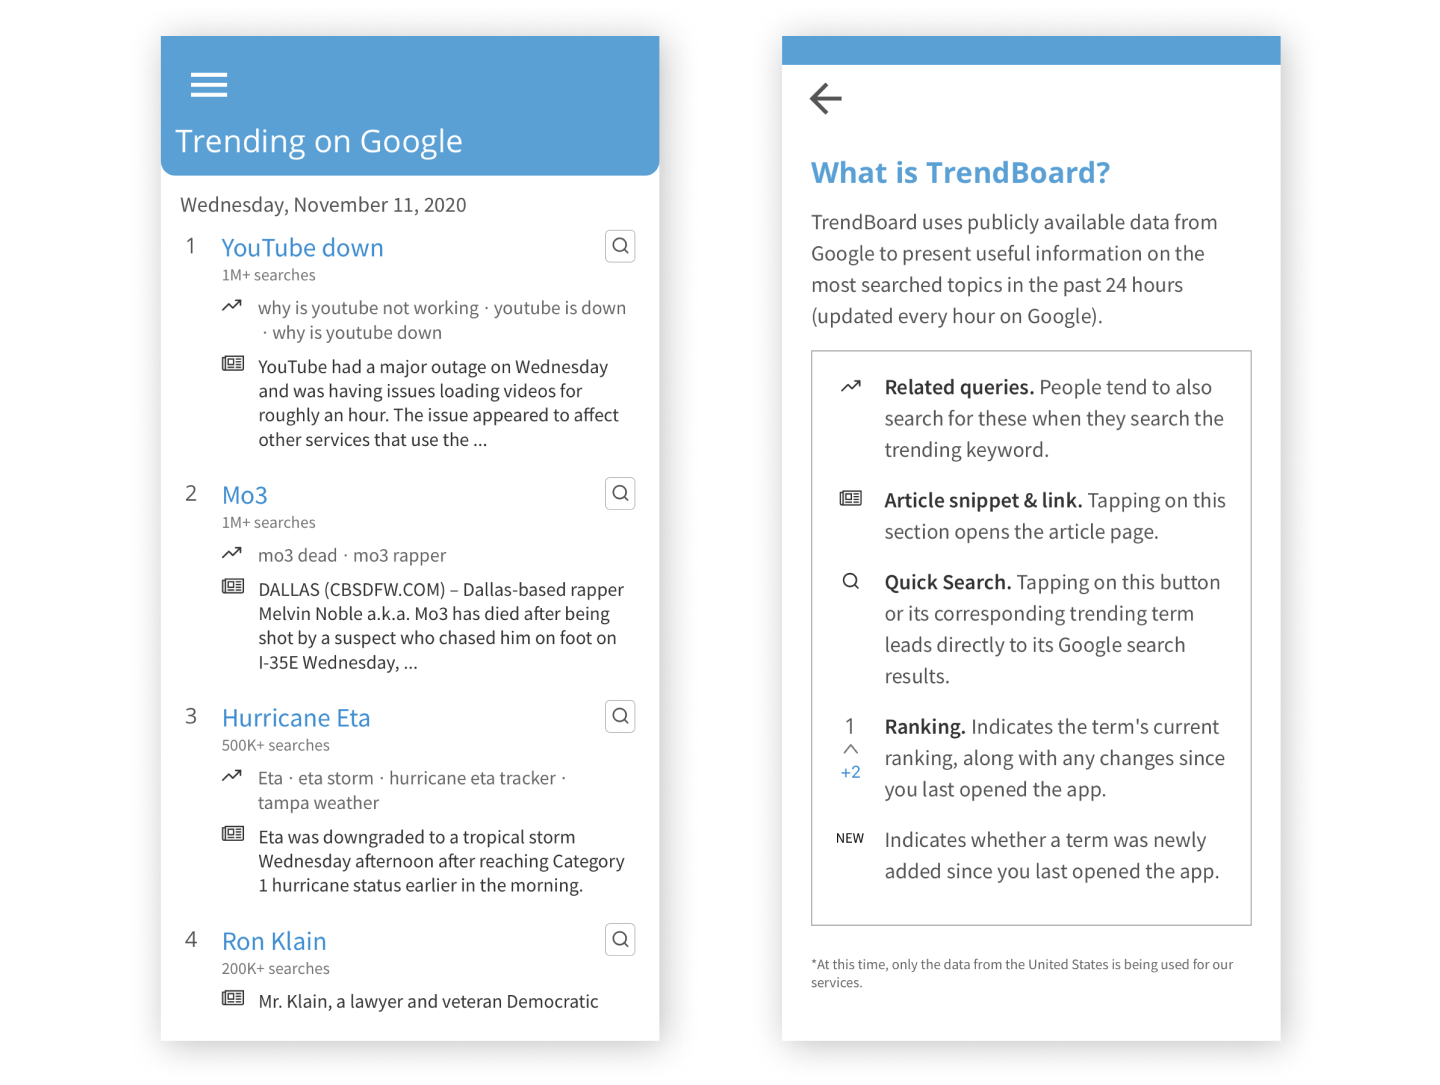 Trending on Google
Wednesday, November 11, 2020
1
YouTube down
1M+ searches
why is youtube not working · youtube is down
· why is youtube down
YouTube had a major outage on Wednesday
and was having issues loading videos for
roughly an hour. The issue appeared to affect
other services that use the ...
2
Mo3
1M+ searches
mo3 dead · mo3 rapper
DALLAS (CBSDFW.COM) – Dallas-based rapper
Melvin Noble a.k.a. Mo3 has died after being
shot by a suspect who chased him on foot on
I-35E Wednesday, ...
3
Hurricane Eta
500K+ searches
Eta · eta storm · hurricane eta tracker ·
tampa weather
Eta was downgraded to a tropical storm
Wednesday afternoon after reaching Category
1 hurricane status earlier in the morning.
4
Ron Klain
200K+ searches
Mr. Klain, a lawyer and veteran Democratic
What is TrendBoard?
TrendBoard uses publicly available data from
Google to present useful information on the
most searched topics in the past 24 hours
(updated every hour on Google).
Related queries. People tend to also
search for these when they search the
trending keyword.
Article snippet & link. Tapping on this
section opens the article page.
Quick Search. Tapping on this button
or its corresponding trending term
leads directly to its Google search
results.
1
+2
Ranking. Indicates the term's current
ranking, along with any changes since
you last opened the app.
NEW
Indicates whether a term was newly
added since you last opened the app.
*At this time, only the data from the United States is being used for our
services.